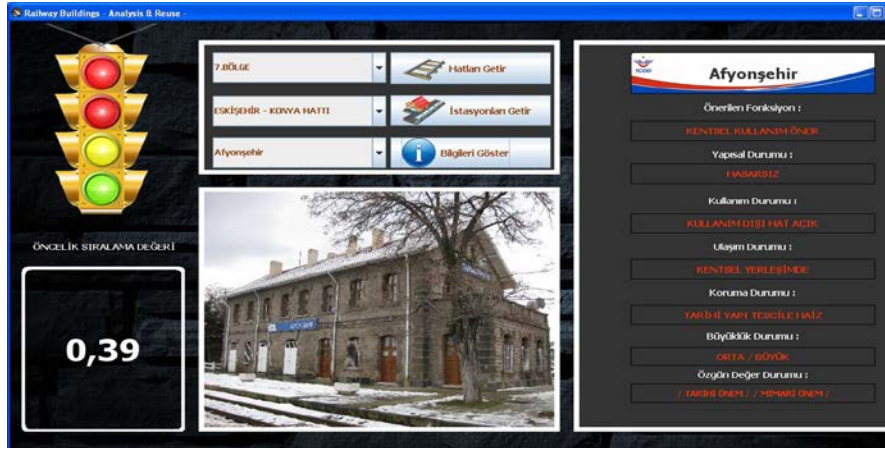 Railway Buildings - Analysis & Reuse -
7.BÖLGE
Hatları Getir
ESKİŞEHİR - KONYA HATTI
İstasyonları Getir
Afyonşehir
Bilgileri Göster
ÖNCELİK SIRALAMA DEĞERİ
0,39
TCDD
Afyonşehir
Önerilen Fonksiyon :
KENTSEL KULLANIM ÖNER
Yapısal Durumu :
HASARSIZ
Kullanım Durumu :
KULLANIM DIŞI HAT AÇIK
Ulaşım Durumu :
KENTSEL YERLEŞİMDE
Koruma Durumu :
TARİHİ YAPI TESCİLE HAİZ
Büyüklük Durumu :
ORTA / BÜYÜK
Özgün Değer Durumu :
/ TARİHİ ÖNEM / / MİMARİ ÖNEM /